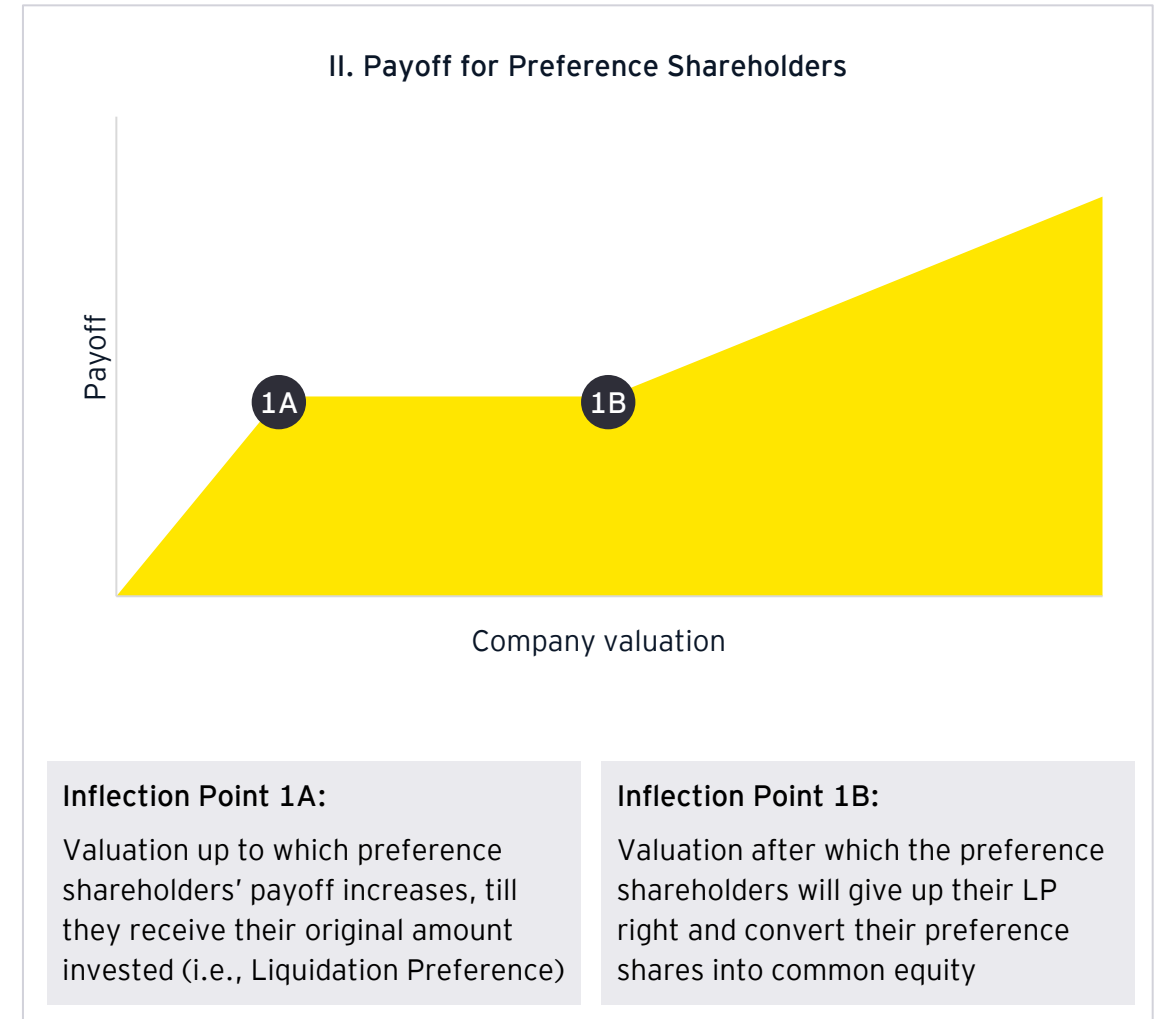 II. Payoff for Preference Shareholders
Payoff
1A
1B
Company valuation
Inflection Point 1A:
Valuation up to which preference
shareholders’ payoff increases, till
they receive their original amount
invested (i.e., Liquidation Preference)
Inflection Point 1B:
Valuation after which the preference
shareholders will give up their LP
right and convert their preference
shares into common equity